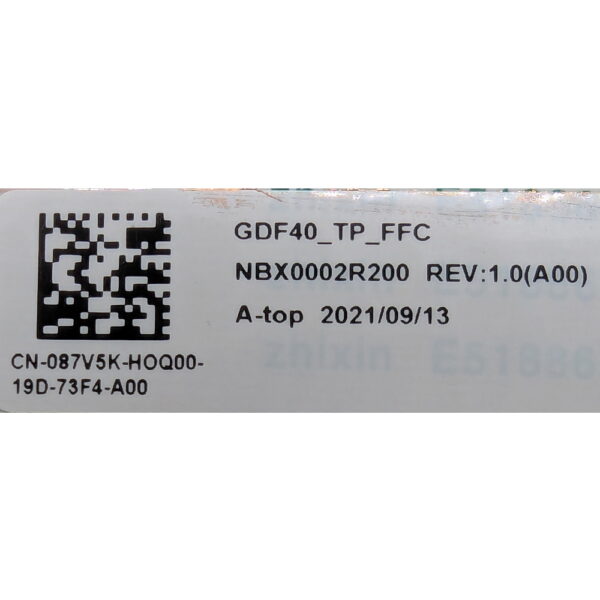 GDF40_TP_FFC
NBX0002R200 REV:1.0(A00)
A-top 2021/09/13
CN-087V5K-HOQ00-
19D-73F4-A00
zhixin